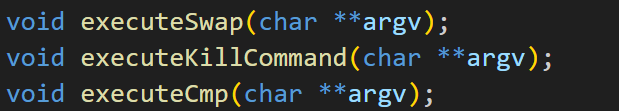 void executeSwap(char **argv);
void executeKillCommand(char **argv);
void executeCmp(char **argv);